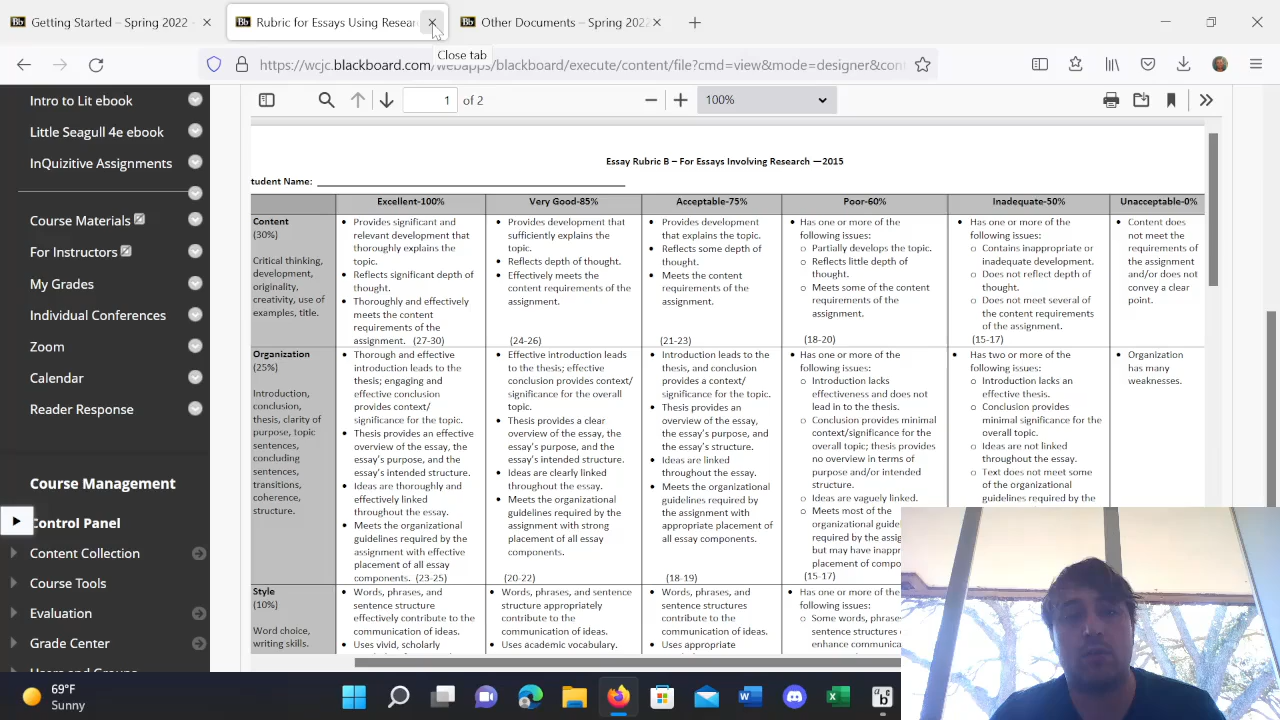 Getting Started – Spring 2022 -
Rubric for Essays Using Resear
Other Documents – Spring 202
Close tab
https://wcjc.blackboard.com/webapps/blackboard/execute/content/file?cmd=view&mode=designer&con
Intro to Lit ebook
Little Seagull 4e ebook
InQuizitive Assignments
Course Materials
For Instructors
My Grades
Individual Conferences
Zoom
Calendar
Reader Response
Course Management
Control Panel
Content Collection
Course Tools
Evaluation
Grade Center
1 of 2
100%
Essay Rubric B – For Essays Involving Research —2015
tudent Name:
Excellent-100%
Very Good-85%
Acceptable-75%
Poor-60%
Inadequate-50%
Unacceptable-0%
Content
(30%)
Critical thinking,
development,
originality,
creativity, use of
examples, title.
• Provides significant and
relevant development that
thoroughly explains the
topic.
• Reflects significant depth of
thought.
• Thoroughly and effectively
meets the content
requirements of the
assignment. (27-30)
• Provides development that
sufficiently explains the
topic.
• Reflects depth of thought.
• Effectively meets the
content requirements of the
assignment.
(24-26)
• Provides development
that explains the topic.
• Reflects some depth of
thought.
• Meets the content
requirements of the
assignment.
(21-23)
• Has one or more of the
following issues:
o Partially develops the topic.
o Reflects little depth of
thought.
o Meets some of the content
requirements of the
assignment.
(18-20)
• Has one or more of the
following issues:
o Contains inappropriate or
inadequate development.
o Does not reflect depth of
thought.
o Does not meet several of
the content requirements
of the assignment.
(15-17)
• Content does
not meet the
requirements of
the assignment
and/or does not
convey a clear
point.
Organization
(25%)
Introduction,
conclusion,
thesis, clarity of
purpose, topic
sentences,
concluding
sentences,
transitions,
coherence,
structure.
• Thorough and effective
introduction leads to the
thesis; engaging and
effective conclusion
provides context/
significance for the topic.
• Thesis provides an effective
overview of the essay, the
essay's purpose, and the
essay's intended structure.
• Ideas are thoroughly and
effectively linked
throughout the essay.
• Meets the organizational
guidelines required by the
assignment with effective
placement of all essay
components. (23-25)
• Effective introduction leads
to the thesis; effective
conclusion provides context/
significance for the overall
topic.
• Thesis provides a clear
overview of the essay, the
essay's purpose, and the
essay's intended structure.
• Ideas are clearly linked
throughout the essay.
• Meets the organizational
guidelines required by the
assignment with strong
placement of all essay
components.
(20-22)
• Introduction leads to the
thesis, and conclusion
provides a context/
significance for the topic.
• Thesis provides an
overview of the essay,
the essay's purpose, and
the essay's intended
structure.
• Ideas are linked
throughout the essay.
• Meets the organizational
guidelines required by
the assignment with
appropriate placement of
all essay components.
(18-19)
• Has one or more of the
following issues:
o Introduction lacks
effectiveness and does not
lead in to the thesis.
o Conclusion provides minimal
context/significance for the
overall topic; thesis provides
no overview in terms of
purpose and/or intended
structure.
o Ideas are vaguely linked.
o Meets most of the
organizational guide
required by the assig
but may have inapp
placement of compo
(15-17)
• Has two or more of the
following issues:
o Introduction lacks an
effective thesis.
o Conclusion provides
minimal significance for the
overall topic.
o Ideas are not linked
throughout the essay.
o Text does not meet some
of the organizational
guidelines required by the
• Organization
has many
weaknesses.
Style
(10%)
Word choice,
writing skills.
• Words, phrases, and
sentence structure
effectively contribute to the
communication of ideas.
• Uses vivid, scholarly
• Words, phrases, and sentence
structure appropriately
contribute to the
communication of ideas.
• Uses academic vocabulary.
• Words, phrases, and
sentence structures
contribute to the
communication of ideas.
• Uses appropriate
• Has one or more of the
following issues:
o Some words, phras
sentence structures
enhance communic
69°F
Sunny